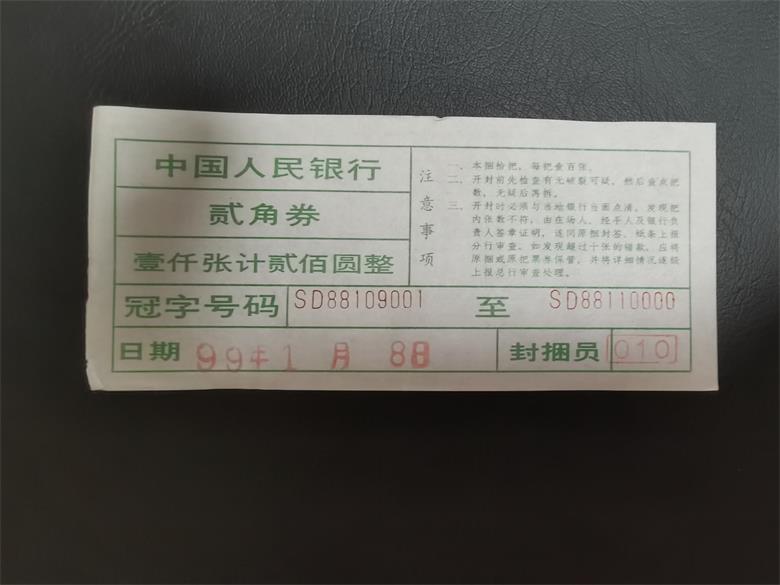 中国人民银行
贰角券
壹仟张计贰佰圆整
注意事项
一、本捆拾把，每把壹百张。
二、开封前先检查有无破裂可疑，然后查点把
数，无疑后再拆。
三、开封时必须与当地银行当面点清，发现把
内张数不符，由在场人、经手人及银行负
责人签章证明，连同原捆封签、纸条上报
分行审查，如发现超过十张的错款，应将
原捆或原把票券保管，并将详细情况逐级
上报总行审查处理。
冠字号码 SD88109001 至 SD88110000
日期 99年1月 8日 封捆员 010